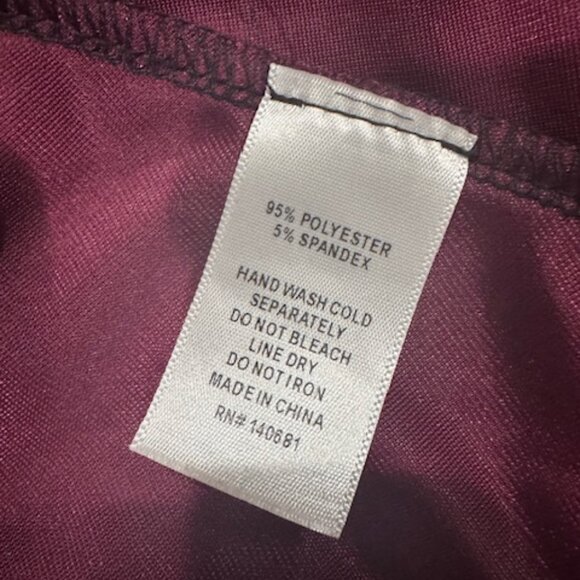 95% POLYESTER
5% SPANDEX
HAND WASH COLD
SEPARATELY
DO NOT BLEACH
LINE DRY
DO NOT IRON
MADE IN CHINA
RN# 140681